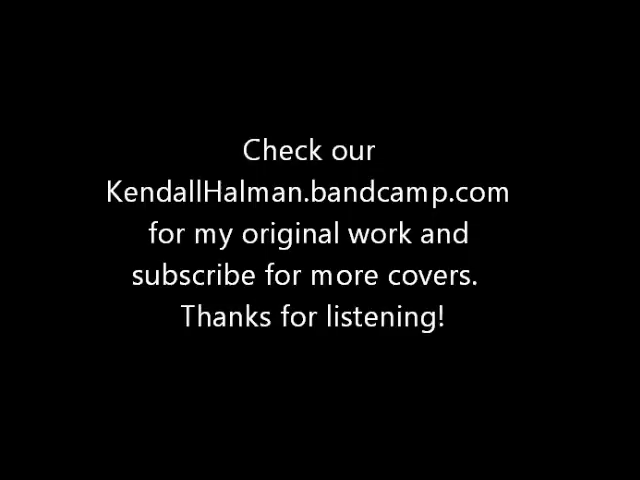 Check our
KendallHalman.bandcamp.com
for my original work and
subscribe for more covers.
Thanks for listening!